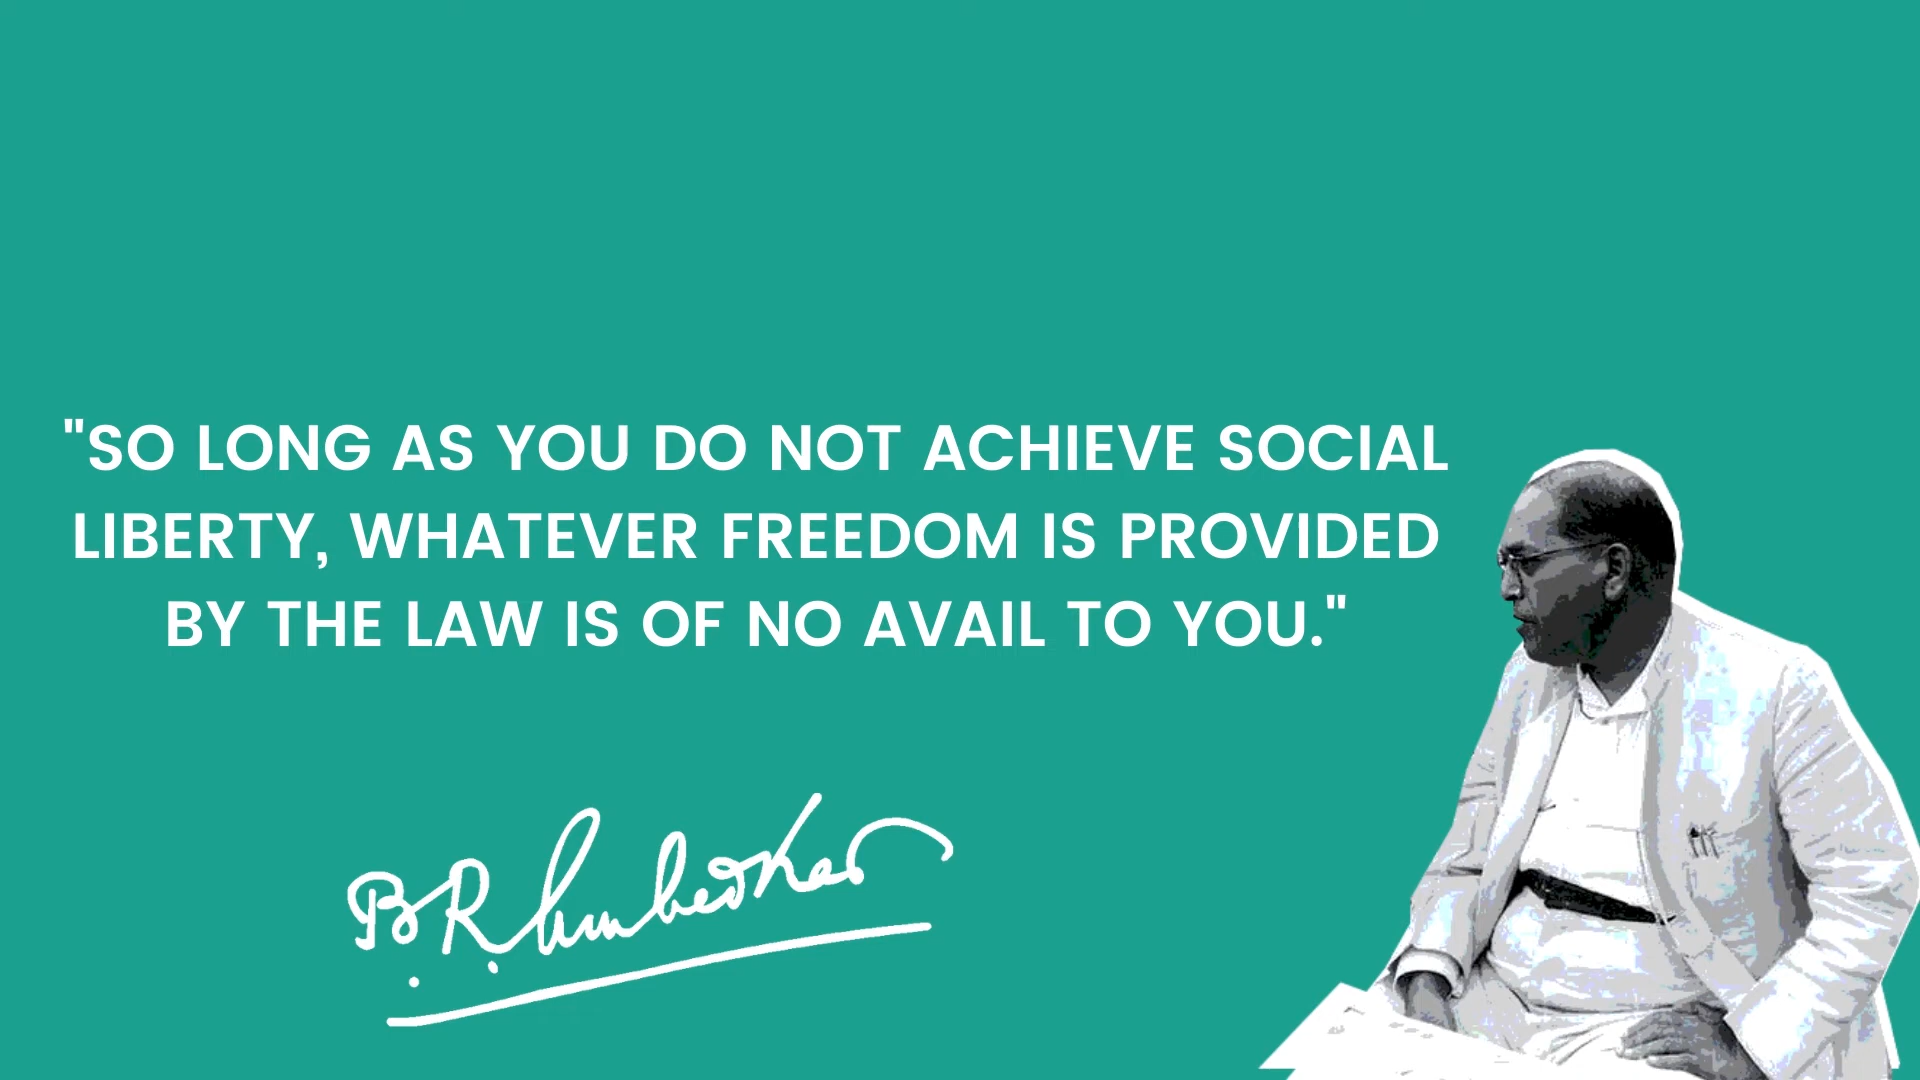 "SO LONG AS YOU DO NOT ACHIEVE SOCIAL
LIBERTY, WHATEVER FREEDOM IS PROVIDED
BY THE LAW IS OF NO AVAIL TO YOU."
B. R. Ambedkar